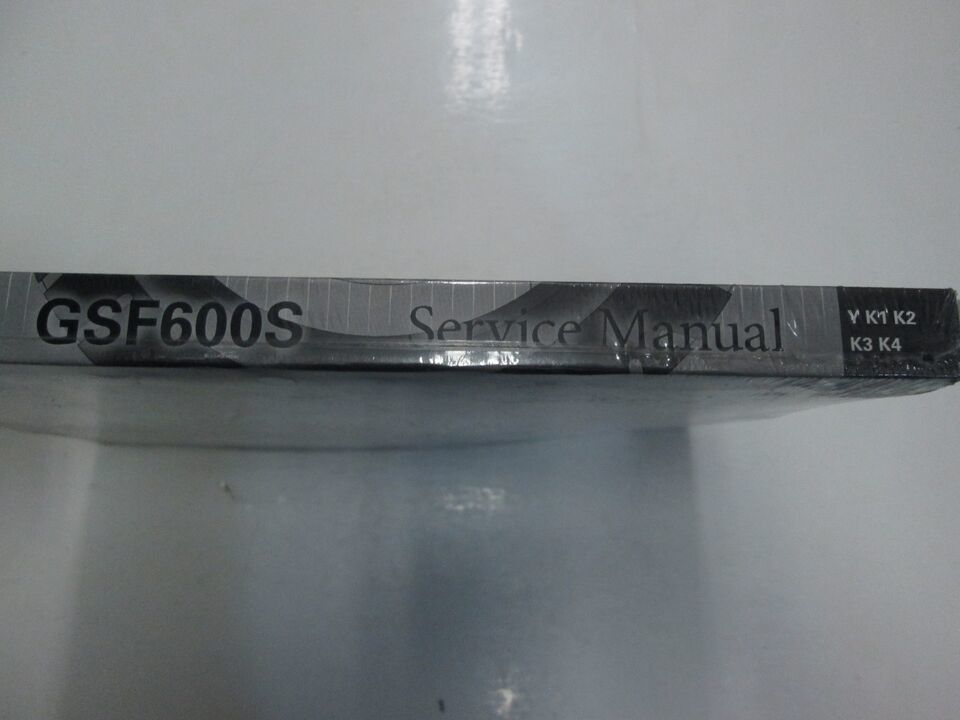 GSF600S Service Manual
Y K1 K2
K3 K4